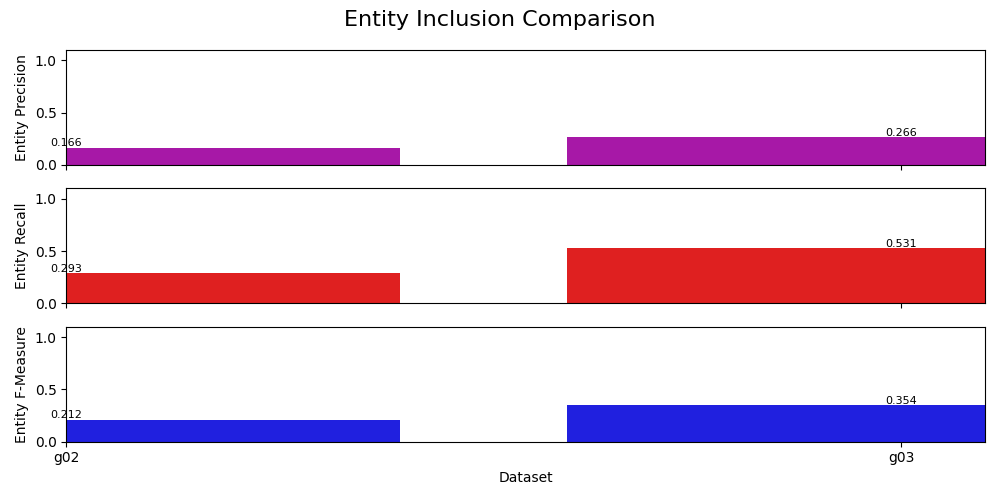 Entity Inclusion Comparison
Entity Precision
1.0
0.5
0.0
0.166
0.266
Entity Recall
1.0
0.5
0.0
0.293
0.531
Entity F-Measure
1.0
0.5
0.0
0.212
0.354
g02
g03
Dataset